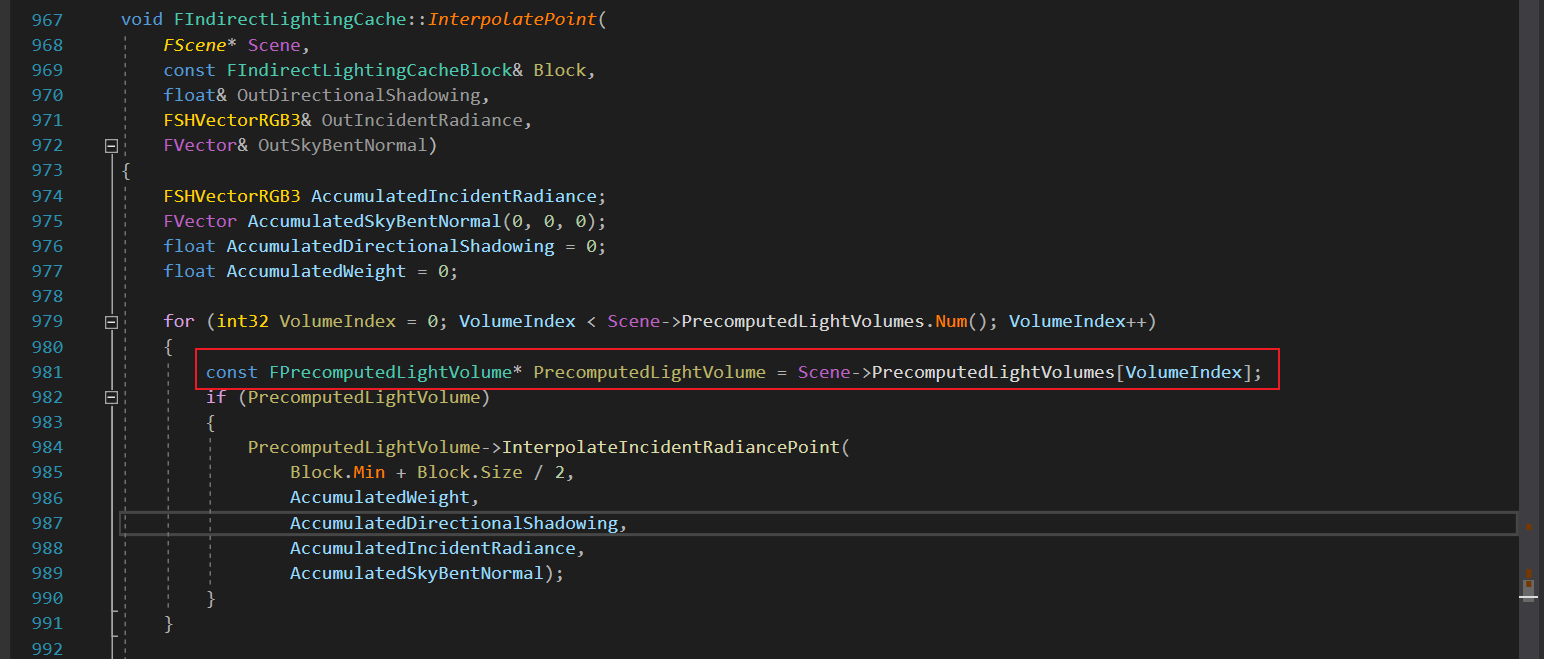 967 void FIndirectLightingCache::InterpolatePoint(
968 FScene* Scene,
969 const FIndirectLightingCacheBlock& Block,
970 float& OutDirectionalShadowing,
971 FSHVectorRGB3& OutIncidentRadiance,
972 FVector& OutSkyBentNormal)
973 {
974 FSHVectorRGB3 AccumulatedIncidentRadiance;
975 FVector AccumulatedSkyBentNormal(0, 0, 0);
976 float AccumulatedDirectionalShadowing = 0;
977 float AccumulatedWeight = 0;
978
979 for (int32 VolumeIndex = 0; VolumeIndex < Scene->PrecomputedLightVolumes.Num(); VolumeIndex++)
980 {
981 const FPrecomputedLightVolume* PrecomputedLightVolume = Scene->PrecomputedLightVolumes[VolumeIndex];
982 if (PrecomputedLightVolume)
983 {
984 PrecomputedLightVolume->InterpolateIncidentRadiancePoint(
985 Block.Min + Block.Size / 2,
986 AccumulatedWeight,
987 AccumulatedDirectionalShadowing,
988 AccumulatedIncidentRadiance,
989 AccumulatedSkyBentNormal);
990 }
991 }
992